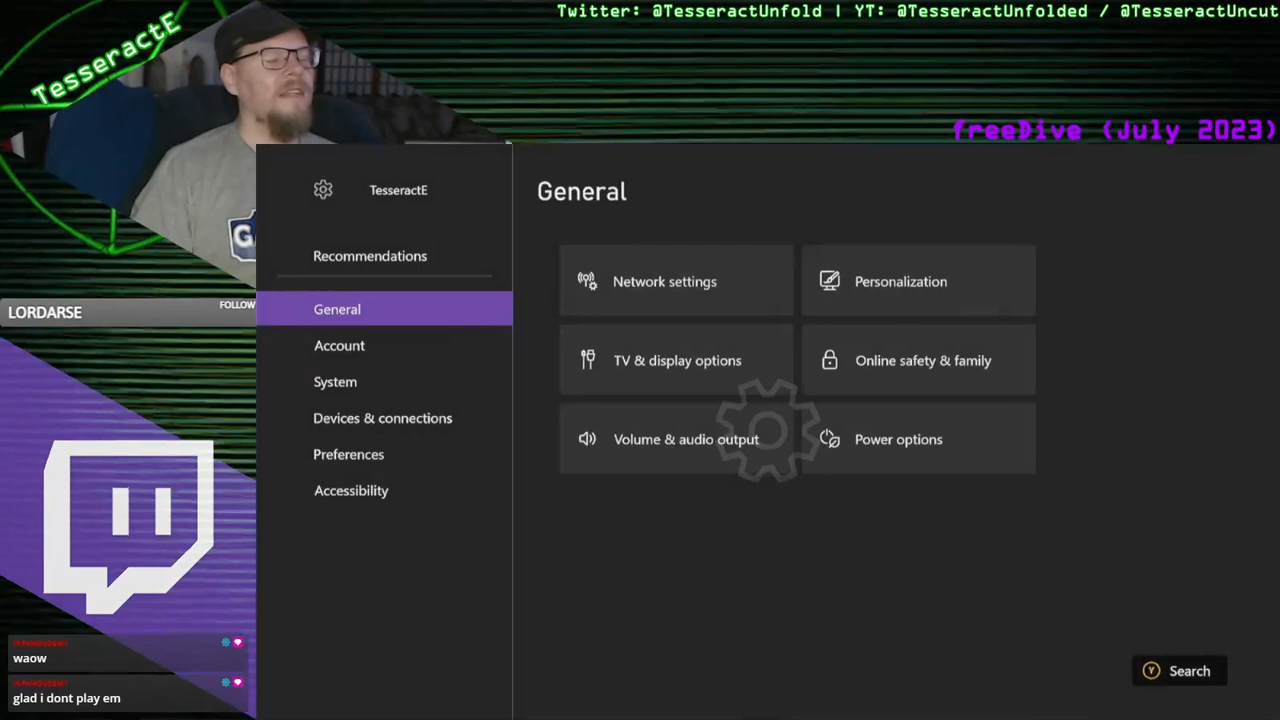 Twitter: @TesseractUnfold | YT: @TesseractUnfolded / @TesseractUncut
TesseractE
freeDive (July 2023)
TesseractE
General
Recommendations
Network settings
Personalization
General
LORDARSE
FOLLOW
Account
TV & display options
Online safety & family
System
Devices & connections
Volume & audio output
Power options
Preferences
Accessibility
waow
Y Search
glad i dont play em